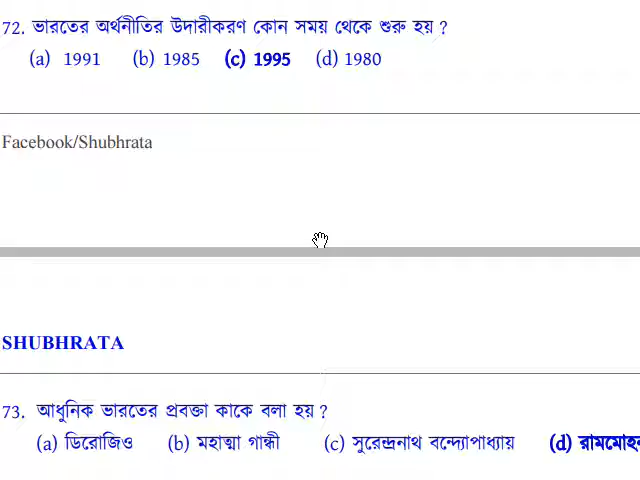 72. ভারতের অর্থনীতির উদারীকরণ কোন সময় থেকে শুরু হয় ?
(a) 1991 (b) 1985 (c) 1995 (d) 1980
Facebook/Shubhrata
SHUBHRATA
73. আধুনিক ভারতের প্রবক্তা কাকে বলা হয় ?
(a) ডিরোজিও (b) মহাত্মা গান্ধী (c) সুরেন্দ্রনাথ বন্দ্যোপাধ্যায় (d)